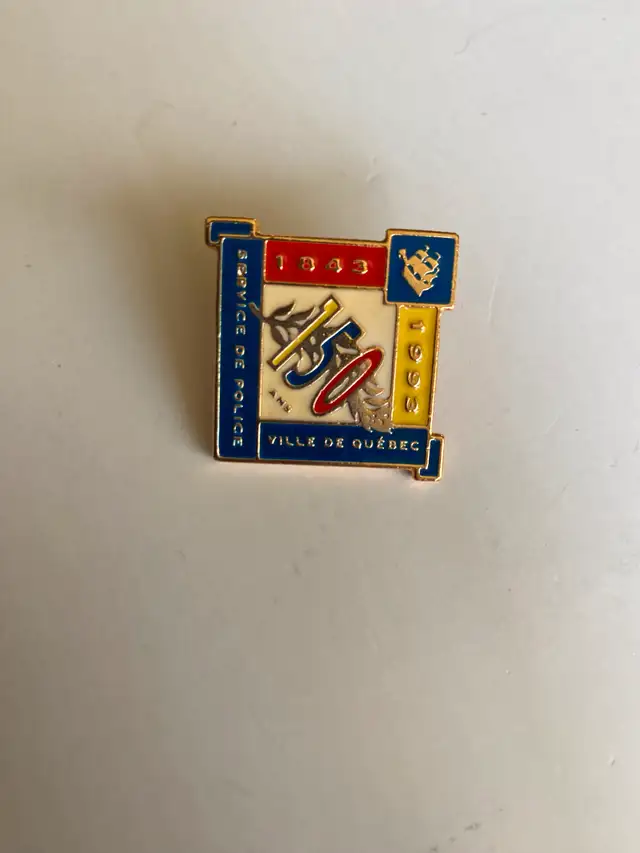 1843
1993
150
ANS
SERVICE DE POLICE
VILLE DE QUÉBEC